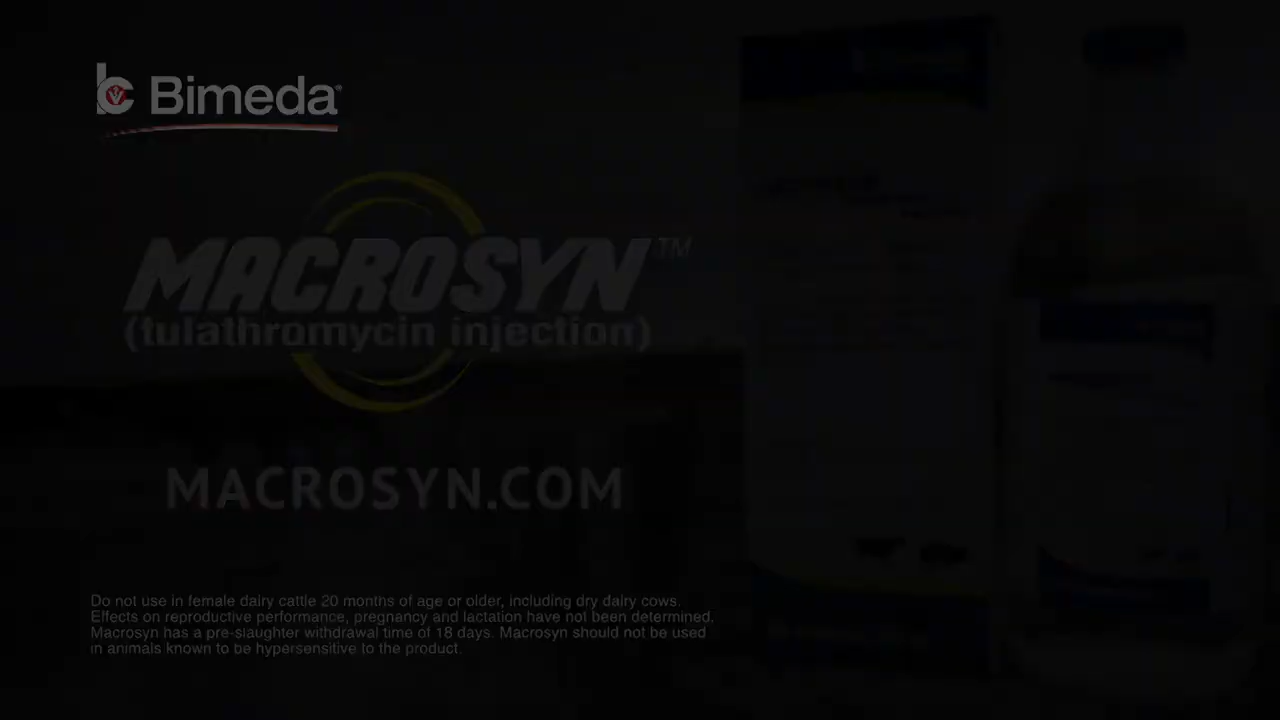 Bimeda®
MACROSYN™
(tulathromycin injection)
MACROSYN.COM
Do not use in female dairy cattle 20 months of age or older, including dry dairy cows.
Effects on reproductive performance, pregnancy and lactation have not been determined.
Macrosyn has a pre-slaughter withdrawal time of 18 days. Macrosyn should not be used
in animals known to be hypersensitive to the product.